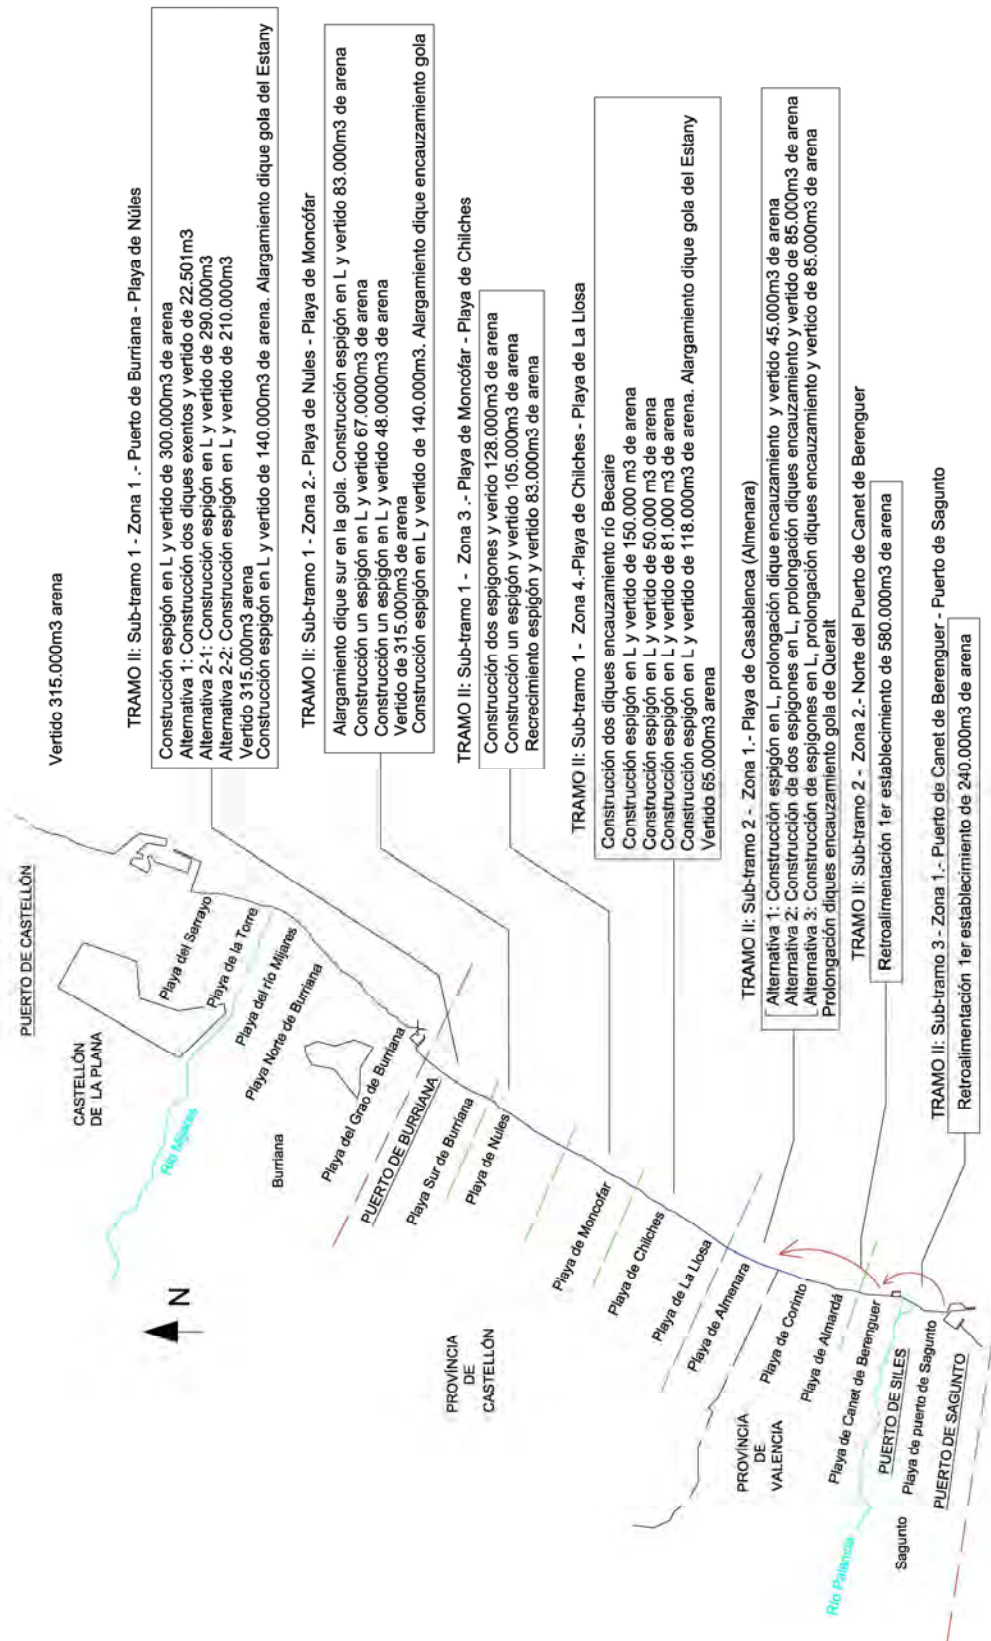 Vertido 315.000m3 arena
TRAMO II: Sub-tramo 1 - Zona 1 .- Puerto de Burriana - Playa de Núles
Construcción espigón en L y vertido de 300.000m3 de arena
Alternativa 1: Construcción dos diques exentos y vertido de 22.501m3
Alternativa 2-1: Construcción espigón en L y vertido de 290.000m3
Alternativa 2-2: Construcción espigón en L y vertido de 210.000m3
Vertido 315.000m3 arena
Construcción espigón en L y vertido de 140.000m3 de arena. Alargamiento dique gola del Estany
TRAMO II: Sub-tramo 1 - Zona 2.- Playa de Nules - Playa de Moncófar
Alargamiento dique sur en la gola. Construcción espigón en L y vertido 83.000m3 de arena
Construcción un espigón en L y vertido 67.0000m3 de arena
Construcción un espigón en L y vertido 48.0000m3 de arena
Vertido de 315.000m3 de arena
Construcción espigón en L y vertido de 140.000m3. Alargamiento dique encauzamiento gola
TRAMO II: Sub-tramo 1 - Zona 3 .- Playa de Moncófar - Playa de Chilches
Construcción dos espigones y verico 128.000m3 de arena
Construcción un espigón y vertido 105.000m3 de arena
Recrecimiento espigón y vertido 83.000m3 de arena
TRAMO II: Sub-tramo 1 - Zona 4.-Playa de Chilches - Playa de La Llosa
Construcción dos diques encauzamiento río Becaire
Construcción espigón en L y vertido de 150.000 m3 de arena
Construcción espigón en L y vertido de 50.000 m3 de arena
Construcción espigón en L y vertido de 81.000 m3 de arena
Construcción espigón en L y vertido de 118.000m3 de arena. Alargamiento dique gola del Estany
Vertido 65.000m3 arena
TRAMO II: Sub-tramo 2 - Zona 1.- Playa de Casablanca (Almenara)
Alternativa 1: Construcción espigón en L, prolongación dique encauzamiento y vertido 45.000m3 de arena
Alternativa 2: Construcción de dos espigones en L, prolongación diques encauzamiento y vertido de 85.000m3 de arena
Alternativa 3: Construcción de espigones en L, prolongación diques encauzamiento y vertido de 85.000m3 de arena
Prolongación diques encauzamiento gola de Queralt
TRAMO II: Sub-tramo 2 - Zona 2.- Norte del Puerto de Canet de Berenguer
Retroalimentación 1er establecimiento de 580.000m3 de arena
TRAMO II: Sub-tramo 3 - Zona 1.- Puerto de Canet de Berenguer - Puerto de Sagunto
Retroalimentación 1er establecimiento de 240.000m3 de arena
PUERTO DE CASTELLÓN
CASTELLÓN
DE LA PLANA
Playa del Serrayo
Playa de la Torre
Río Mijares
Playa del río Mijares
Playa Norte de Burriana
Burriana
Playa del Grao de Burriana
PUERTO DE BURRIANA
Playa Sur de Burriana
Playa de Nules
N
Playa de Moncofar
Playa de Chilches
PROVÍNCIA
DE
CASTELLÓN
Playa de La Llosa
Playa de Almenara
Playa de Corinto
Playa de Almardá
PROVÍNCIA
DE
VALENCIA
Playa de Canet de Berenguer
PUERTO DE SILES
Playa de puerto de Sagunto
PUERTO DE SAGUNTO
Río Palancia
Sagunto